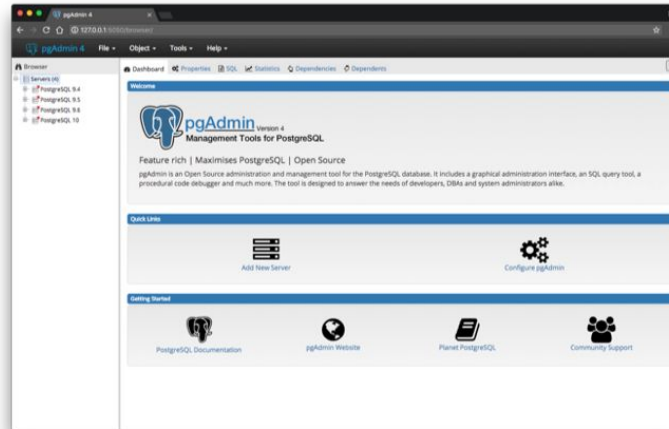 pgAdmin 4
127.0.0.1:5050/browser/
pgAdmin 4 File Object Tools Help
Browser
Servers (4)
PostgreSQL 9.4
PostgreSQL 9.5
PostgreSQL 9.6
PostgreSQL 10
Dashboard Properties SQL Statistics Dependencies Dependents
Welcome
pgAdmin Version 4
Management Tools for PostgreSQL
Feature rich | Maximises PostgreSQL | Open Source
pgAdmin is an Open Source administration and management tool for the PostgreSQL database. It includes a graphical administration interface, an SQL query tool, a
procedural code debugger and much more. The tool is designed to answer the needs of developers, DBAs and system administrators alike.
Quick Links
Add New Server
Configure pgAdmin
Getting Started
PostgreSQL Documentation
pgAdmin Website
Planet PostgreSQL
Community Support